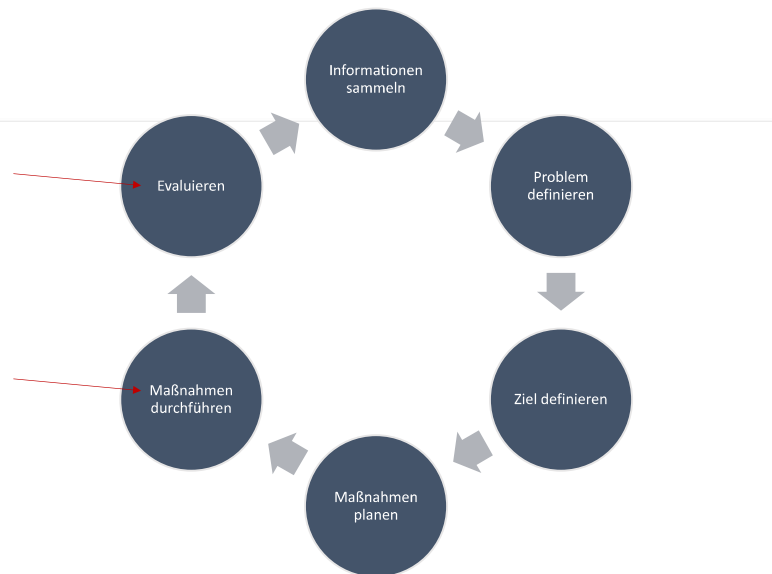 Informationen
sammeln
Problem
definieren
Ziel definieren
Maßnahmen
planen
Maßnahmen
durchführen
Evaluieren